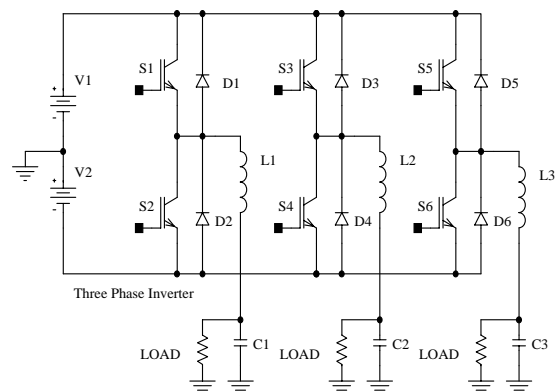 S1 S3 S5
V1 D1 D3 D5
+
-
L1 L2 L3
V2
+
-
S2 S4 S6
D2 D4 D6
Three Phase Inverter
C1 C2 C3
LOAD LOAD LOAD